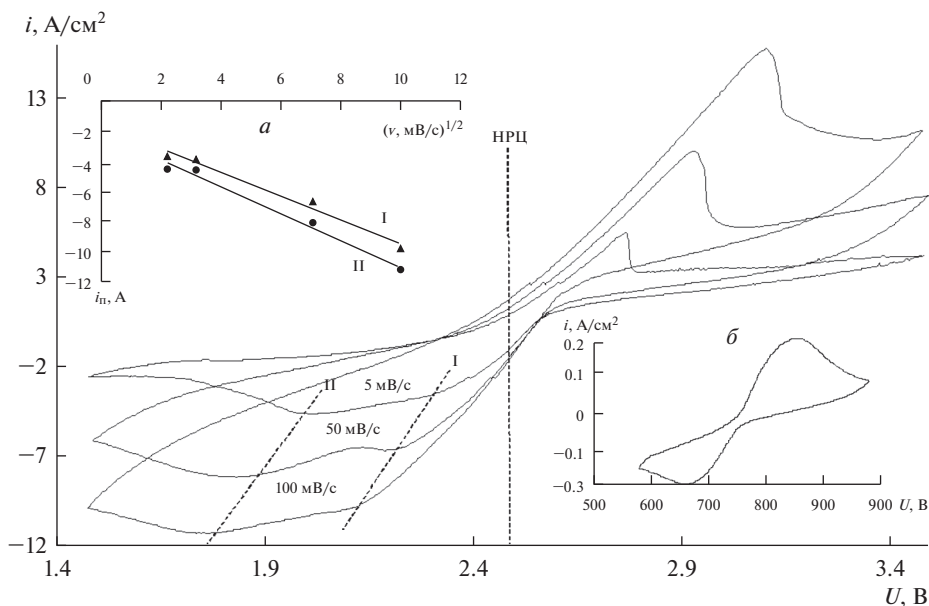 i, А/см²
13
8
3
−2
−7
−12
1.4 1.9 2.4 2.9 3.4
U, В
0 2 4 6 8 10 12
а
(v, мВ/с)^1/2
−2
−4
−6
−8
−10
−12
iП, А
I
II
НРЦ
I
II
5 мВ/с
50 мВ/с
100 мВ/с
i, А/см²
б
0.2
0.1
0
−0.1
−0.3
500 600 700 800 900 980 U, В